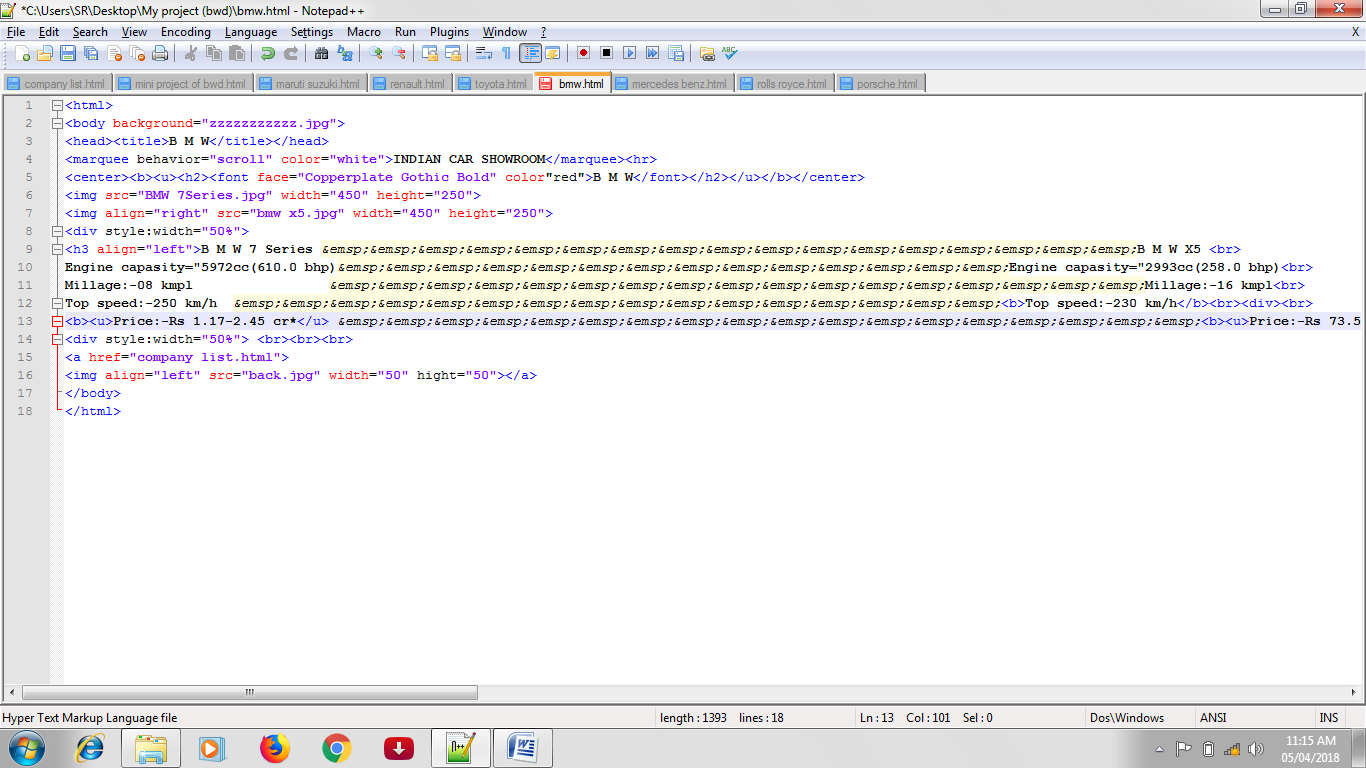 *C:\Users\SR\Desktop\My project (bwd)\bmw.html - Notepad++
File Edit Search View Encoding Language Settings Macro Run Plugins Window ? X
company list.html mini project of bwd.html maruti suzuki.html renault.html toyota.html bmw.html mercedes benz.html rolls royce.html porsche.html
1 <html>
2 <body background="zzzzzzzzzzz.jpg">
3 <head><title>B M W</title></head>
4 <marquee behavior="scroll" color="white">INDIAN CAR SHOWROOM</marquee><hr>
5 <center><b><u><h2><font face="Copperplate Gothic Bold" color"red">B M W</font></h2></u></b></center>
6 <img src="BMW 7Series.jpg" width="450" height="250">
7 <img align="right" src="bmw x5.jpg" width="450" height="250">
8 <div style:width="50%">
9 <h3 align="left">B M W 7 Series &emsp;&emsp;&emsp;&emsp;&emsp;&emsp;&emsp;&emsp;&emsp;&emsp;&emsp;&emsp;&emsp;&emsp;&emsp;&emsp;&emsp;B M W X5 <br>
10 Engine capasity="5972cc(610.0 bhp)&emsp;&emsp;&emsp;&emsp;&emsp;&emsp;&emsp;&emsp;&emsp;&emsp;&emsp;&emsp;&emsp;&emsp;Engine capasity="2993cc(258.0 bhp)<br>
11 Millage:-08 kmpl &emsp;&emsp;&emsp;&emsp;&emsp;&emsp;&emsp;&emsp;&emsp;&emsp;&emsp;&emsp;&emsp;&emsp;&emsp;&emsp;&emsp;Millage:-16 kmpl<br>
12 Top speed:-250 km/h &emsp;&emsp;&emsp;&emsp;&emsp;&emsp;&emsp;&emsp;&emsp;&emsp;&emsp;&emsp;&emsp;&emsp;&emsp;&emsp;<b>Top speed:-230 km/h</b><br><div><br>
13 <b><u>Price:-Rs 1.17-2.45 cr*</u> &emsp;&emsp;&emsp;&emsp;&emsp;&emsp;&emsp;&emsp;&emsp;&emsp;&emsp;&emsp;&emsp;&emsp;&emsp;&emsp;&emsp;&emsp;<b><u>Price:-Rs 73.5
14 <div style:width="50%"> <br><br><br>
15 <a href="company list.html">
16 <img align="left" src="back.jpg" width="50" hight="50"></a>
17 </body>
18 </html>
Hyper Text Markup Language file length : 1393 lines : 18 Ln : 13 Col : 101 Sel : 0 Dos\Windows ANSI INS
11:15 AM
05/04/2018